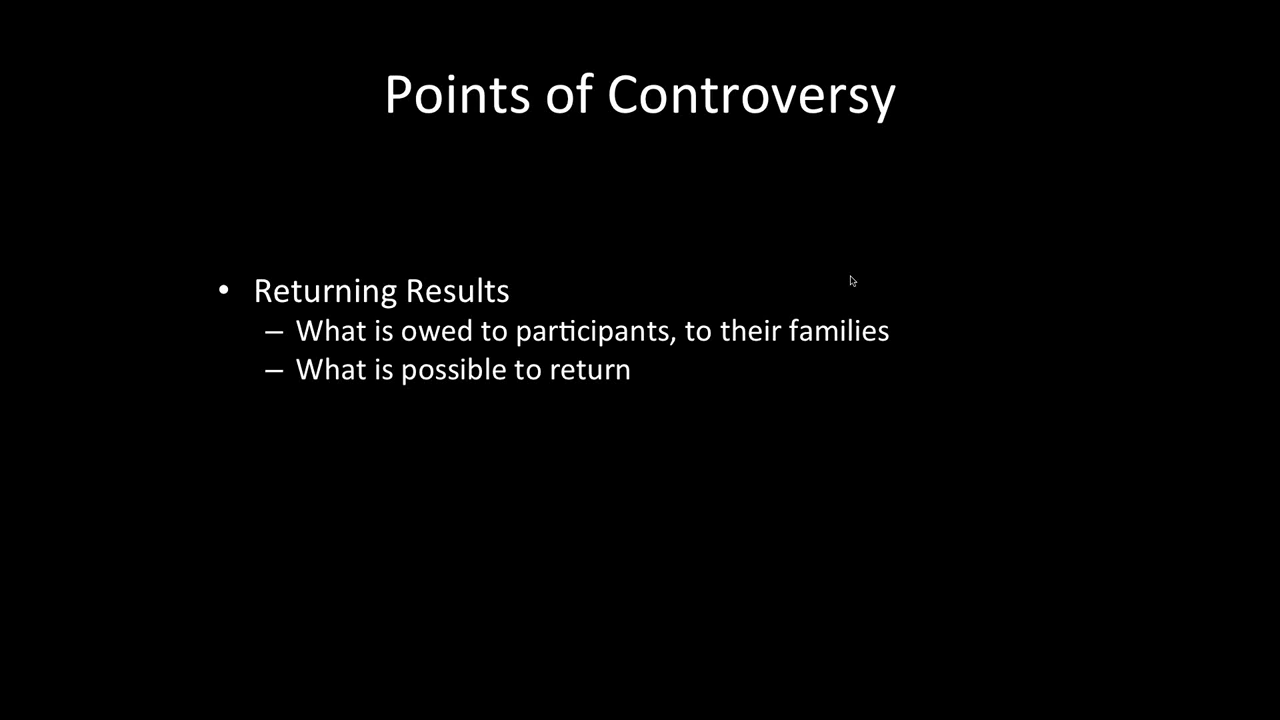 Points of Controversy
• Returning Results
– What is owed to participants, to their families
– What is possible to return